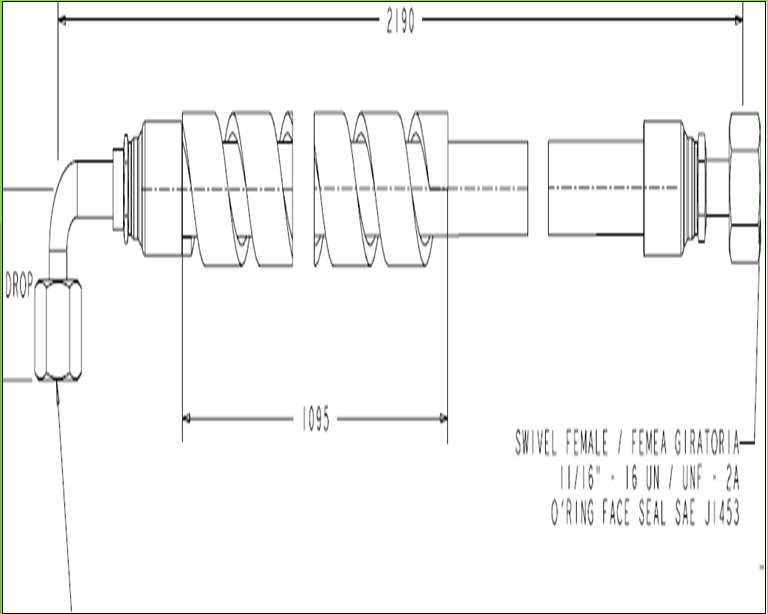 2190
DROP
1095
SWIVEL FEMALE / FEMEA GIRATORIA
11/16" - 16 UN / UNF - 2A
O'RING FACE SEAL SAE J1453